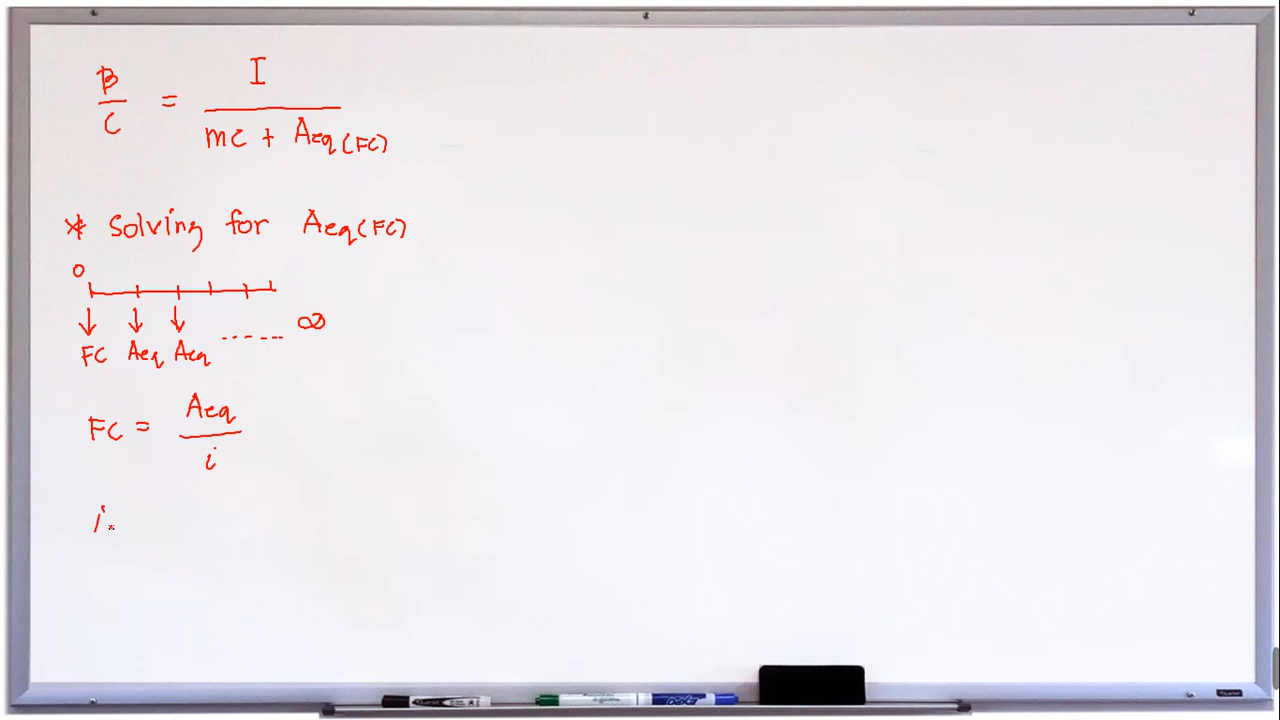 B/C = I / (mc + Aeq(FC))
* Solving for Aeq(FC)
0
∞
FC Aeq Aeq ......
FC = Aeq / i
i